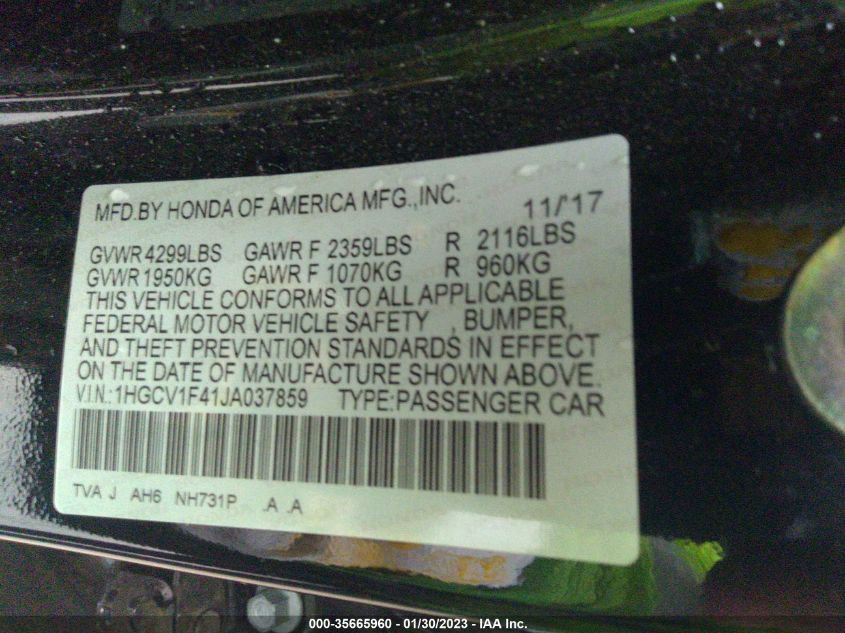 MFD.BY HONDA OF AMERICA MFG.,INC. 11/'17
GVWR 4299LBS GAWR F 2359LBS R 2116LBS
GVWR 1950KG GAWR F 1070KG R 960KG
THIS VEHICLE CONFORMS TO ALL APPLICABLE
FEDERAL MOTOR VEHICLE SAFETY , BUMPER,
AND THEFT PREVENTION STANDARDS IN EFFECT
ON THE DATE OF MANUFACTURE SHOWN ABOVE.
V.I.N.:1HGCV1F41JA037859 TYPE:PASSENGER CAR
TVA J AH6 NH731P .A .A
000-35665960 - 01/30/2023 - IAA Inc.